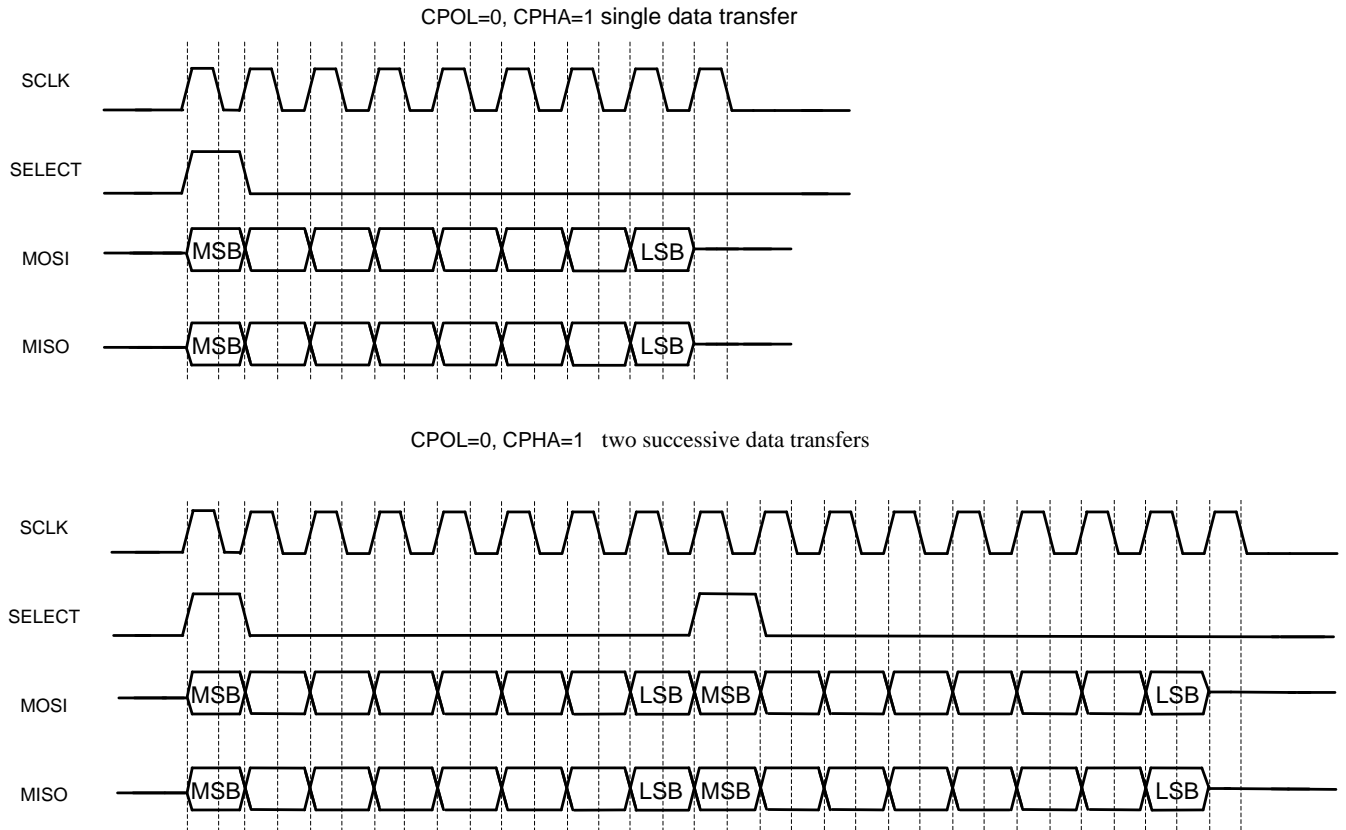 CPOL=0, CPHA=1 single data transfer
SCLK
SELECT
MOSI MSB LSB
MISO MSB LSB
CPOL=0, CPHA=1 two successive data transfers
SCLK
SELECT
MOSI MSB LSB MSB LSB
MISO MSB LSB MSB LSB